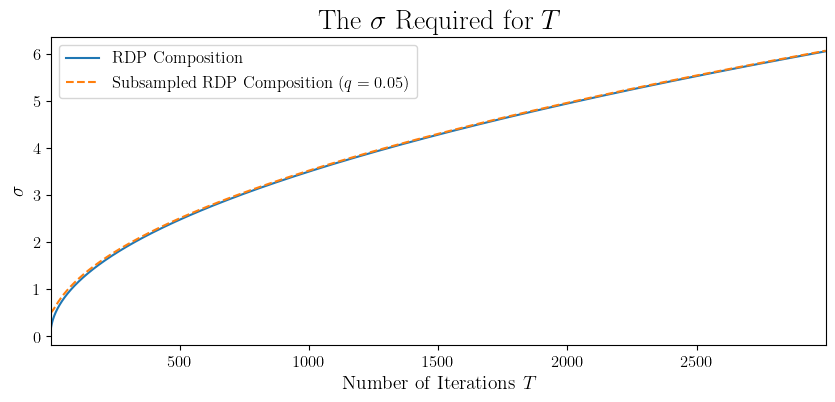 The σ Required for T
RDP Composition
Subsampled RDP Composition (q = 0.05)
6
5
4
3
2
1
0
σ
500
1000
1500
2000
2500
Number of Iterations T